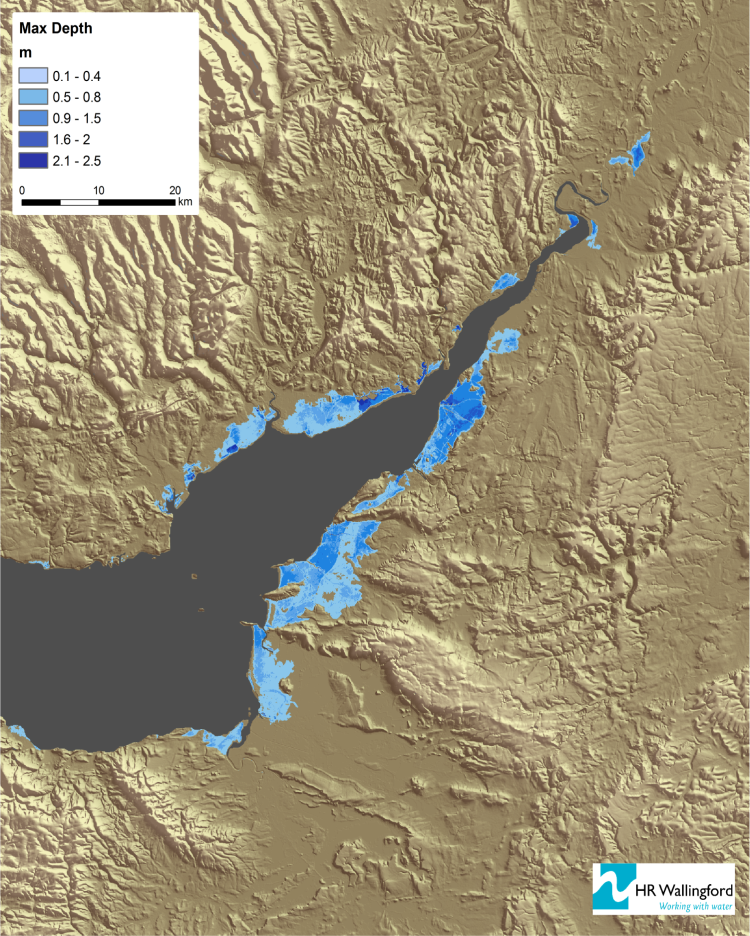 Max Depth
m
0.1 - 0.4
0.5 - 0.8
0.9 - 1.5
1.6 - 2
2.1 - 2.5
0 10 20
km
HR Wallingford
Working with water